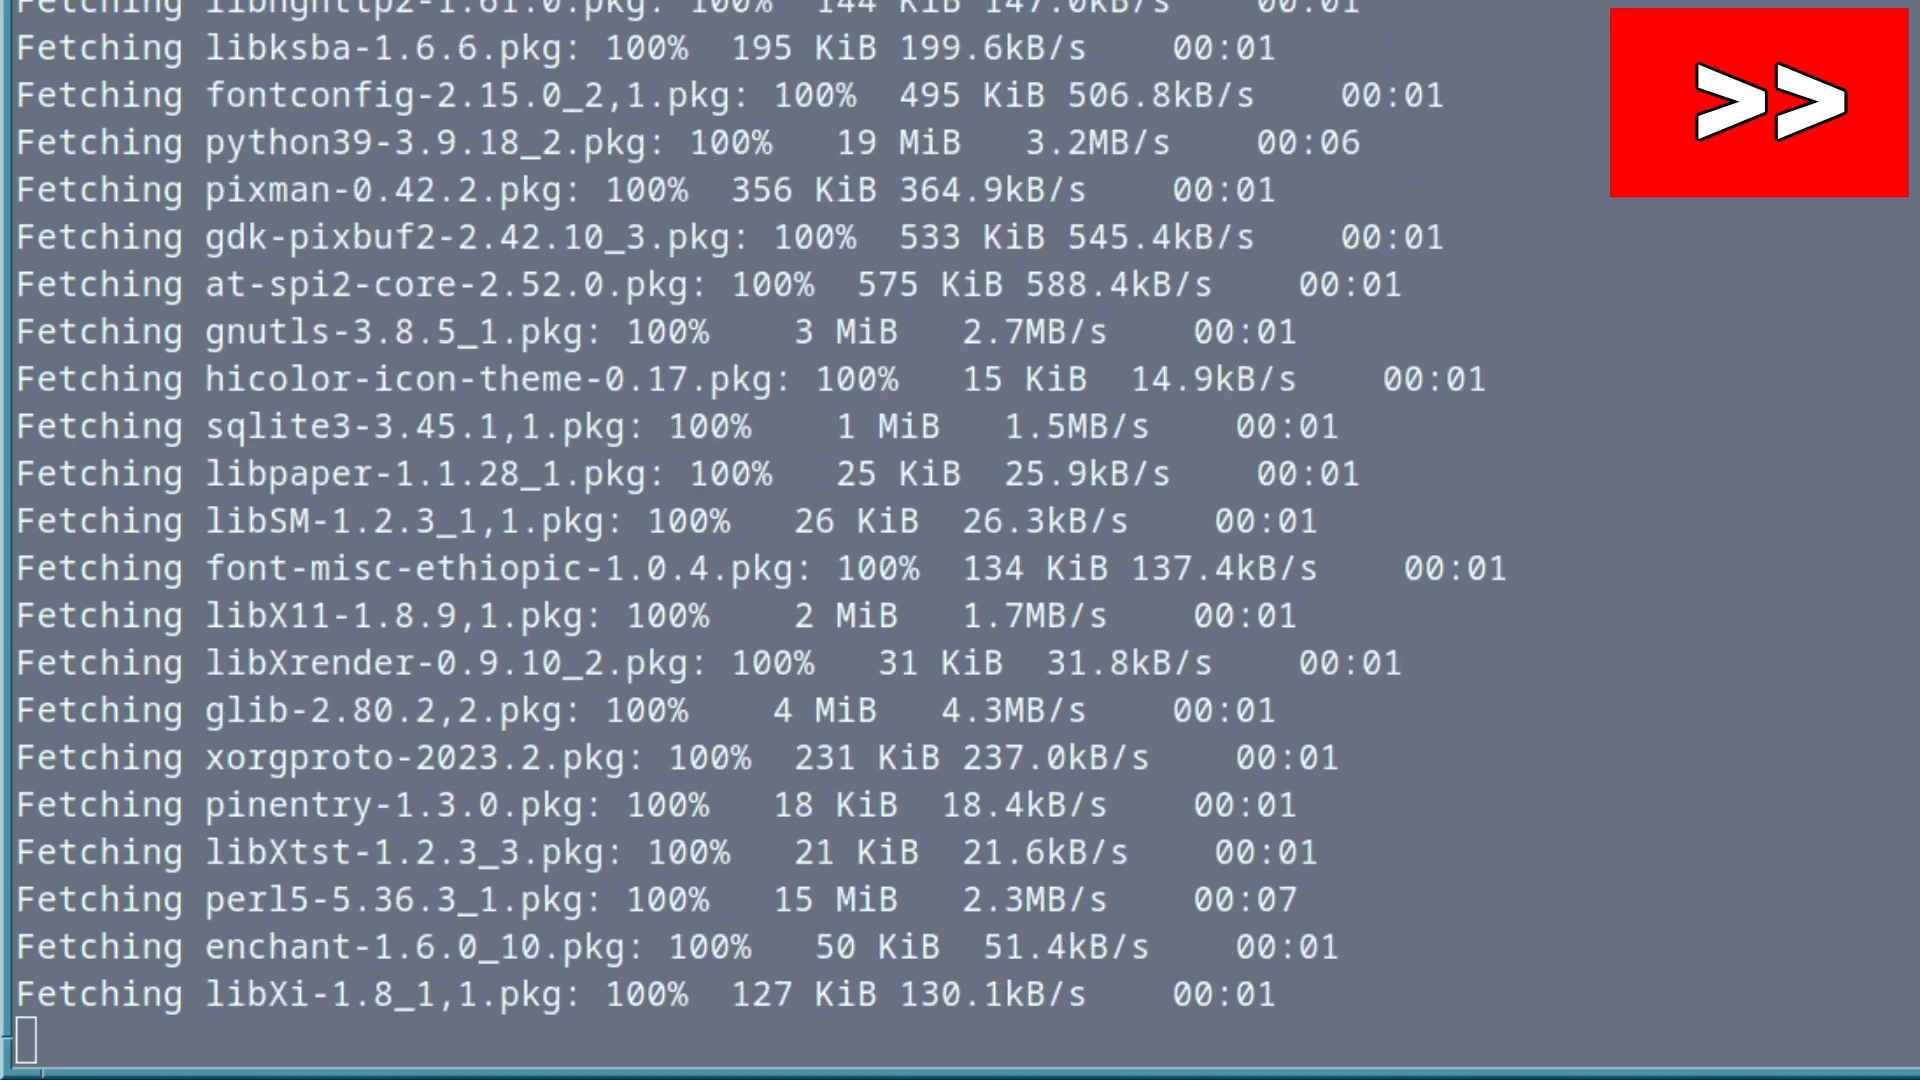 Fetching libnghttp2-1.61.0.pkg: 100%  144 KiB 147.0kB/s    00:01
Fetching libksba-1.6.6.pkg: 100%  195 KiB 199.6kB/s    00:01
Fetching fontconfig-2.15.0_2,1.pkg: 100%  495 KiB 506.8kB/s    00:01
Fetching python39-3.9.18_2.pkg: 100%   19 MiB   3.2MB/s    00:06
Fetching pixman-0.42.2.pkg: 100%  356 KiB 364.9kB/s    00:01
Fetching gdk-pixbuf2-2.42.10_3.pkg: 100%  533 KiB 545.4kB/s    00:01
Fetching at-spi2-core-2.52.0.pkg: 100%  575 KiB 588.4kB/s    00:01
Fetching gnutls-3.8.5_1.pkg: 100%    3 MiB   2.7MB/s    00:01
Fetching hicolor-icon-theme-0.17.pkg: 100%   15 KiB  14.9kB/s    00:01
Fetching sqlite3-3.45.1,1.pkg: 100%    1 MiB   1.5MB/s    00:01
Fetching libpaper-1.1.28_1.pkg: 100%   25 KiB  25.9kB/s    00:01
Fetching libSM-1.2.3_1,1.pkg: 100%   26 KiB  26.3kB/s    00:01
Fetching font-misc-ethiopic-1.0.4.pkg: 100%  134 KiB 137.4kB/s    00:01
Fetching libX11-1.8.9,1.pkg: 100%    2 MiB   1.7MB/s    00:01
Fetching libXrender-0.9.10_2.pkg: 100%   31 KiB  31.8kB/s    00:01
Fetching glib-2.80.2,2.pkg: 100%    4 MiB   4.3MB/s    00:01
Fetching xorgproto-2023.2.pkg: 100%  231 KiB 237.0kB/s    00:01
Fetching pinentry-1.3.0.pkg: 100%   18 KiB  18.4kB/s    00:01
Fetching libXtst-1.2.3_3.pkg: 100%   21 KiB  21.6kB/s    00:01
Fetching perl5-5.36.3_1.pkg: 100%   15 MiB   2.3MB/s    00:07
Fetching enchant-1.6.0_10.pkg: 100%   50 KiB  51.4kB/s    00:01
Fetching libXi-1.8_1,1.pkg: 100%  127 KiB 130.1kB/s    00:01
>>